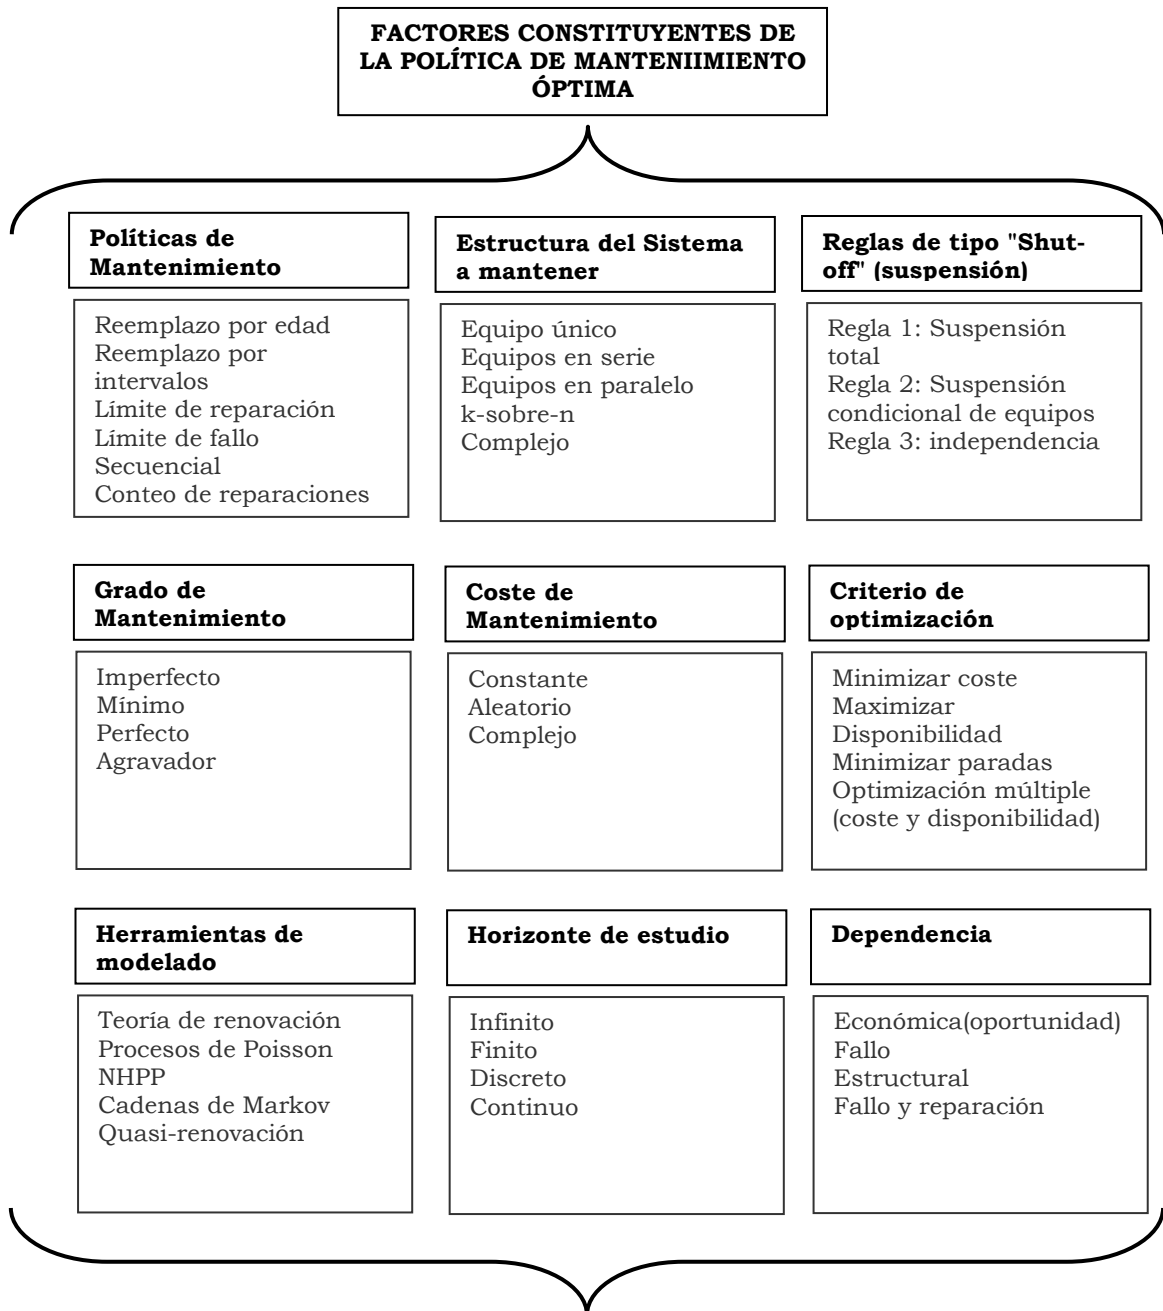 FACTORES CONSTITUYENTES DE
LA POLÍTICA DE MANTENIIMIENTO
ÓPTIMA
Políticas de
Mantenimiento
Reemplazo por edad
Reemplazo por
intervalos
Límite de reparación
Límite de fallo
Secuencial
Conteo de reparaciones
Estructura del Sistema
a mantener
Equipo único
Equipos en serie
Equipos en paralelo
k-sobre-n
Complejo
Reglas de tipo "Shut-
off" (suspensión)
Regla 1: Suspensión
total
Regla 2: Suspensión
condicional de equipos
Regla 3: independencia
Grado de
Mantenimiento
Imperfecto
Mínimo
Perfecto
Agravador
Coste de
Mantenimiento
Constante
Aleatorio
Complejo
Criterio de
optimización
Minimizar coste
Maximizar
Disponibilidad
Minimizar paradas
Optimización múltiple
(coste y disponibilidad)
Herramientas de
modelado
Teoría de renovación
Procesos de Poisson
NHPP
Cadenas de Markov
Quasi-renovación
Horizonte de estudio
Infinito
Finito
Discreto
Continuo
Dependencia
Económica(oportunidad)
Fallo
Estructural
Fallo y reparación